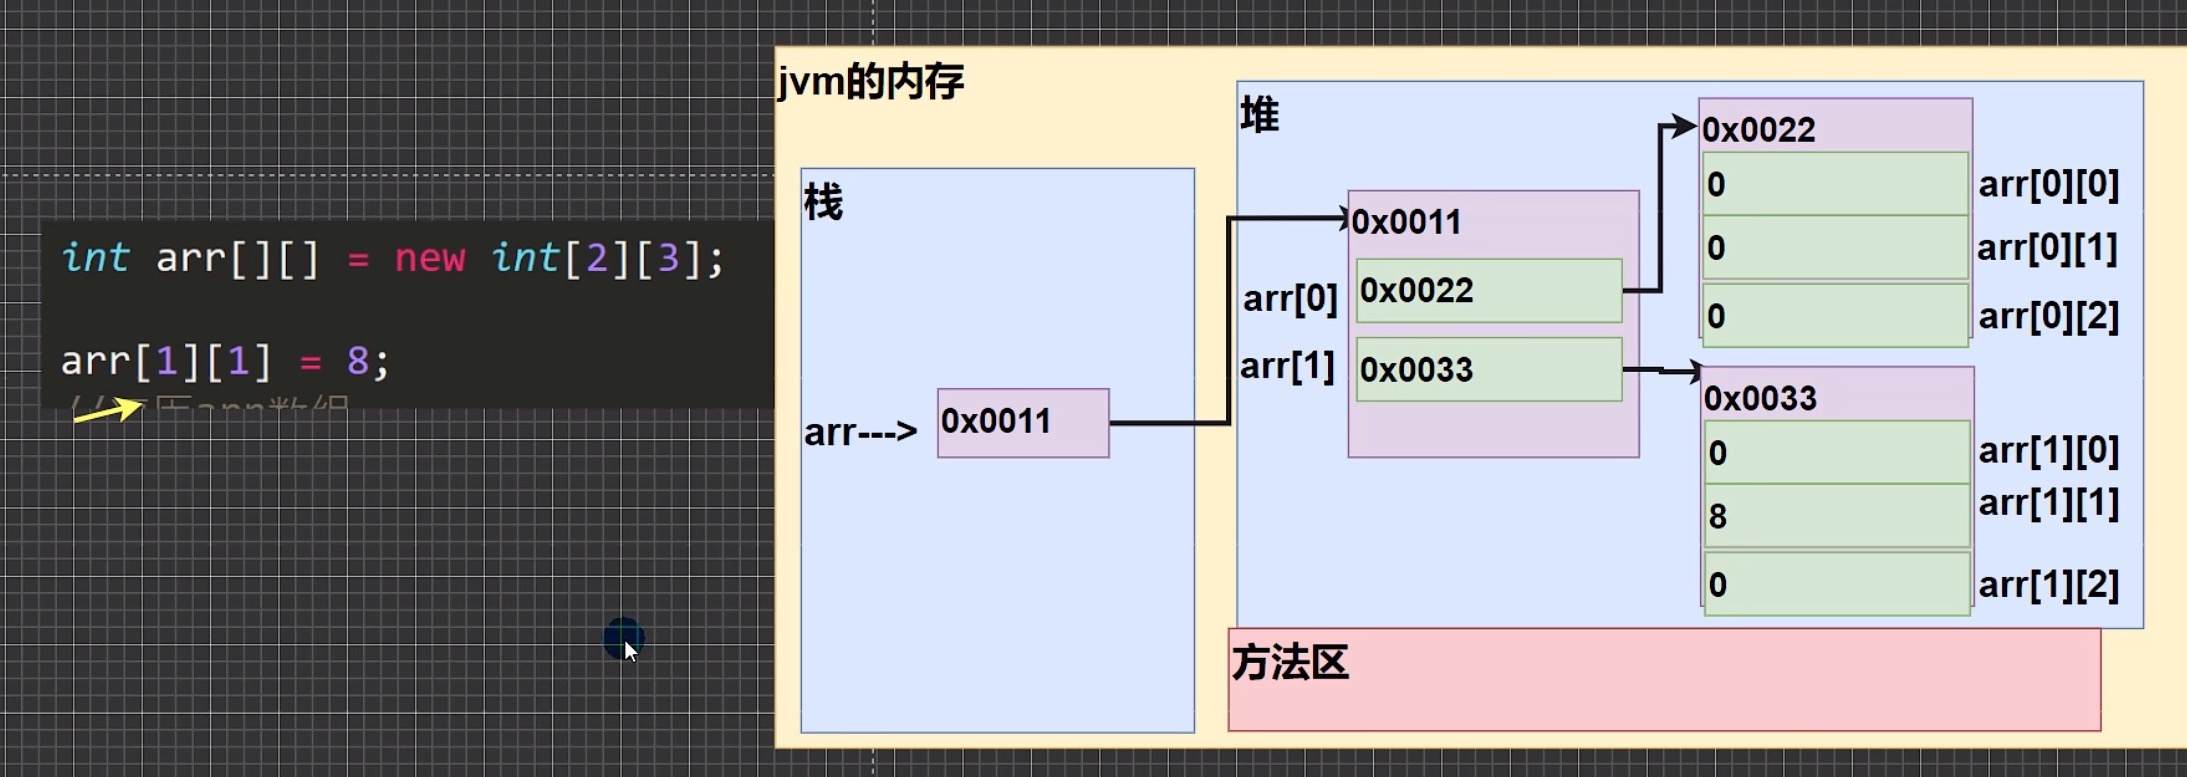 int arr[][] = new int[2][3];
arr[1][1] = 8;
jvm的内存
栈
arr--->
0x0011
堆
0x0011
arr[0]
0x0022
arr[1]
0x0033
0x0022
0
arr[0][0]
0
arr[0][1]
0
arr[0][2]
0x0033
0
arr[1][0]
8
arr[1][1]
0
arr[1][2]
方法区